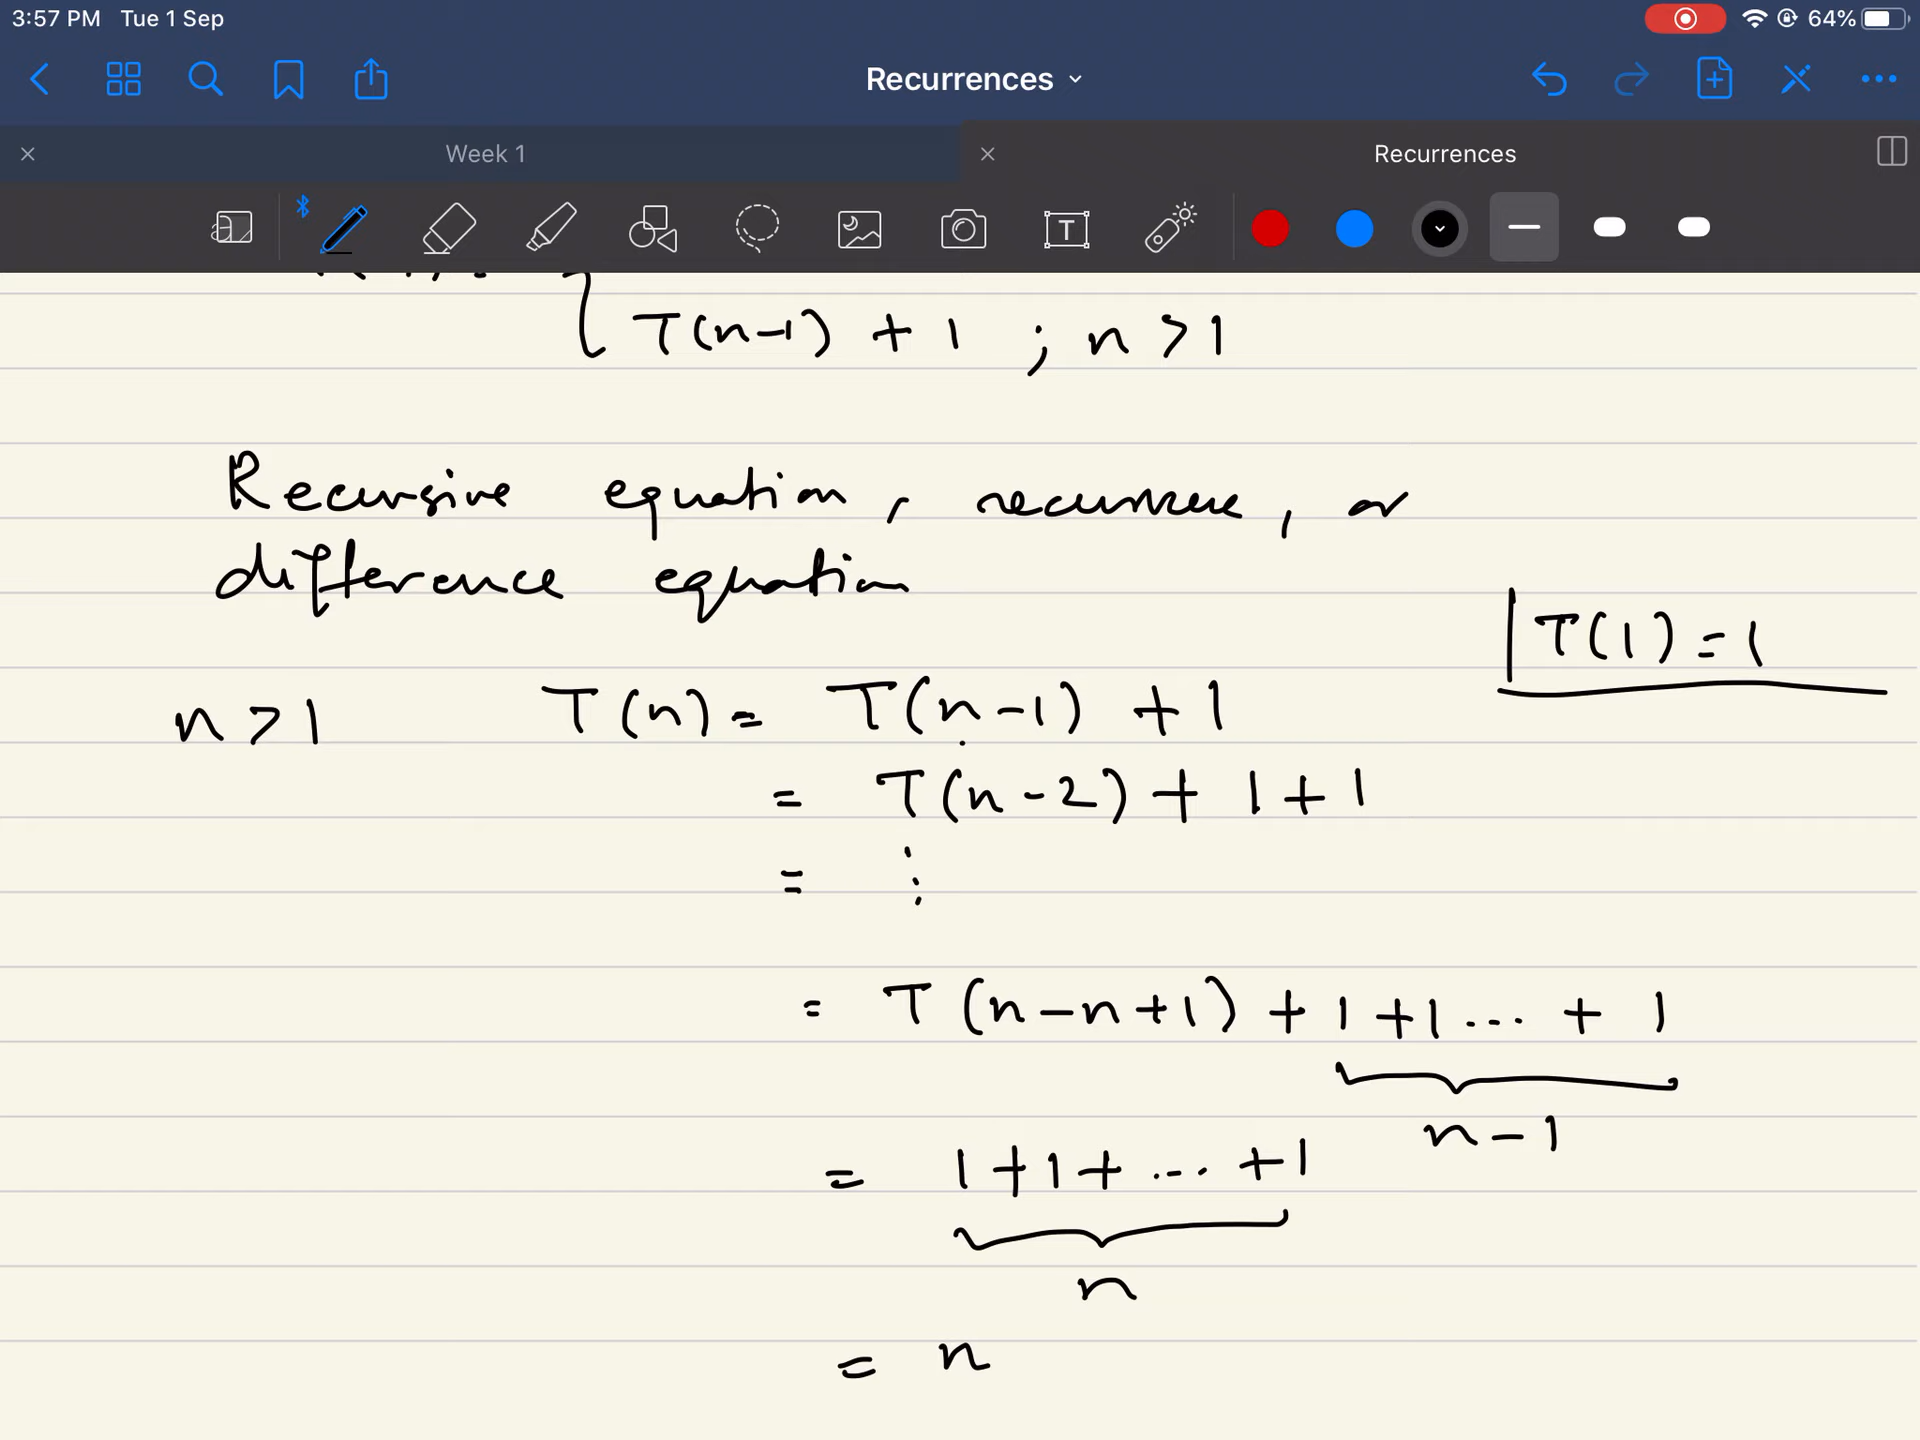 3:57 PM Tue 1 Sep 64%
Recurrences
Week 1 Recurrences
T
T(n-1) + 1 ; n > 1
Recursive equation, recurrence, or
difference equation
T(1) = 1
n > 1 T(n) = T(n-1) + 1
= T(n-2) + 1 + 1
= ⋮
= T(n-n+1) + 1 + 1 ... + 1
n-1
= 1 + 1 + ... + 1
n
= n